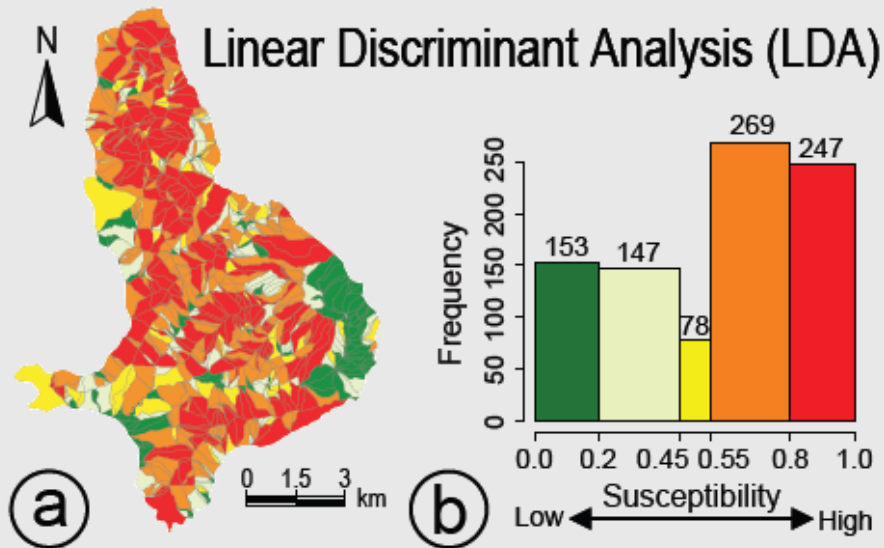 N
Linear Discriminant Analysis (LDA)
0 1.5 3
km
a
Frequency
0 50 100 150 200 250
153 147 78 269 247
0.0 0.2 0.45 0.55 0.8 1.0
Susceptibility
Low High
b